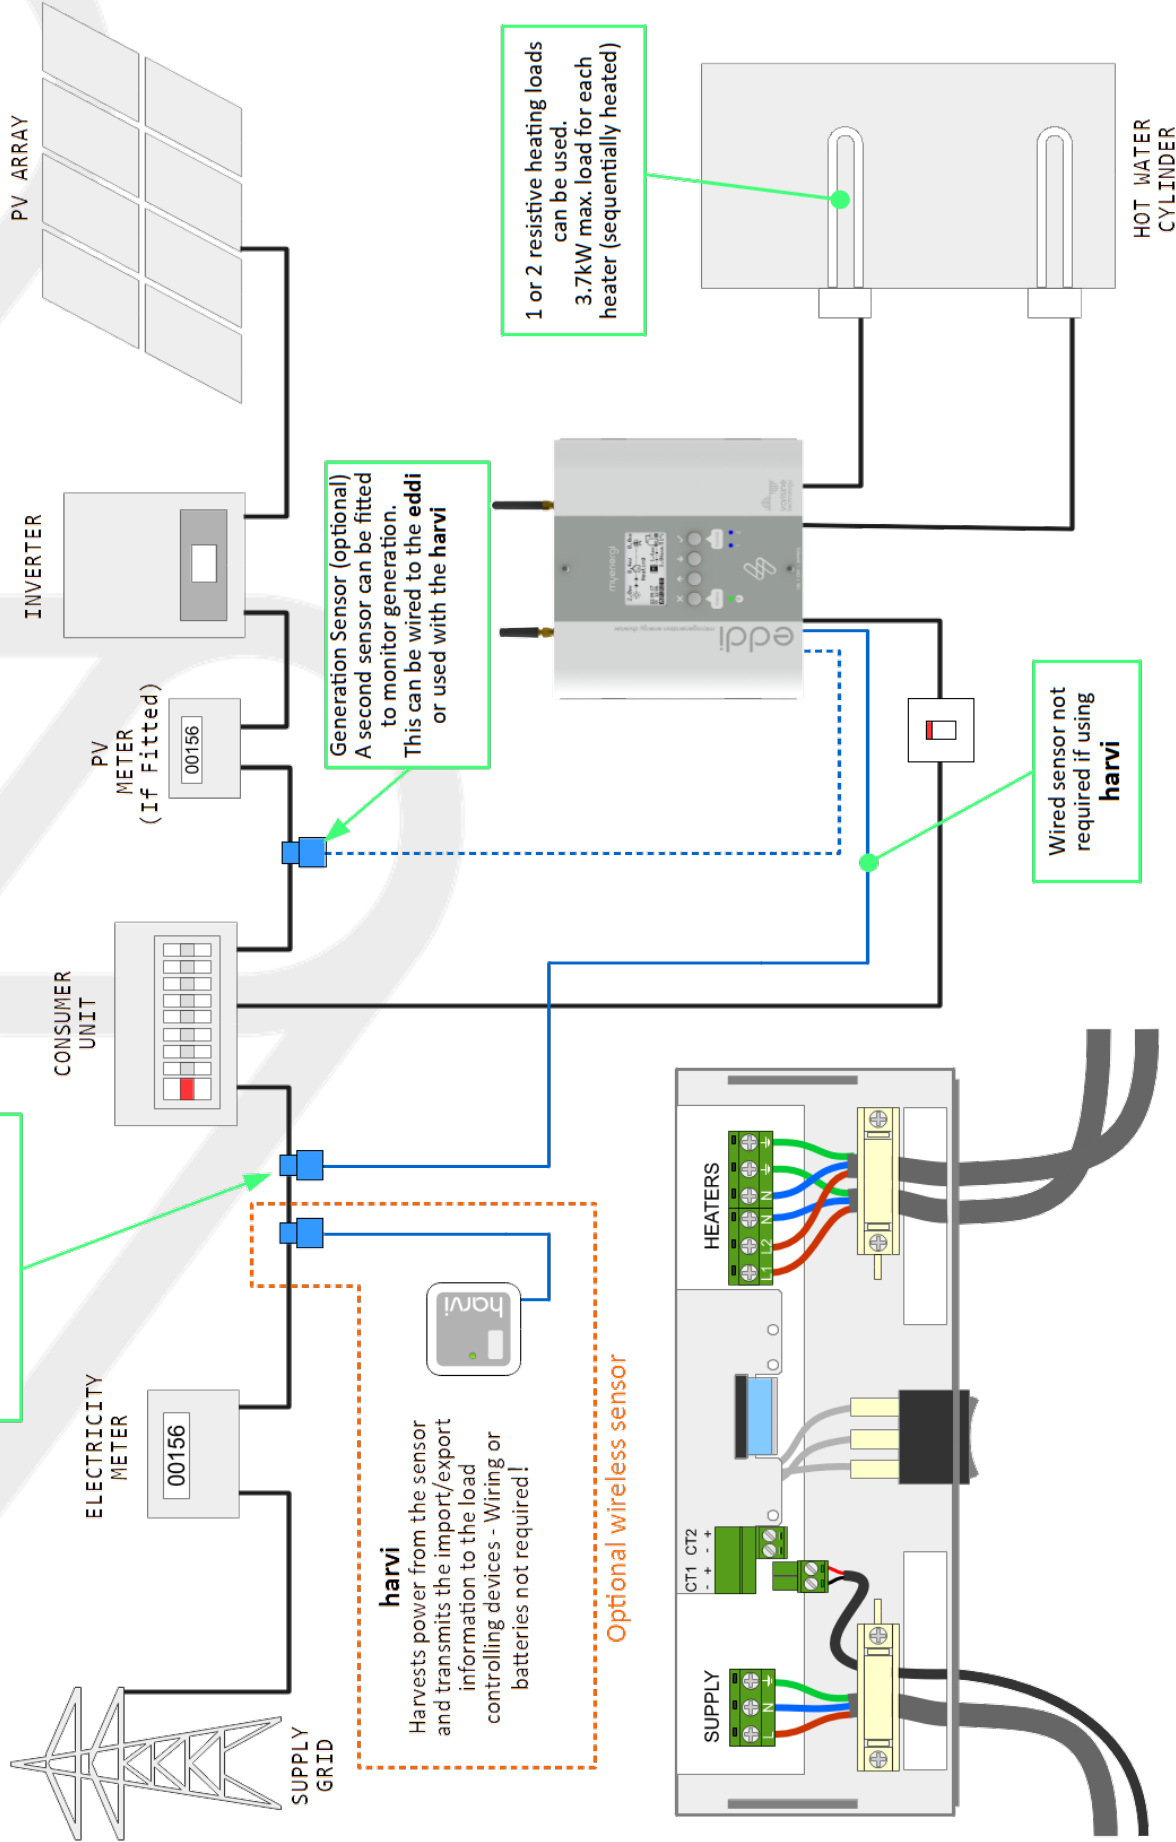 SUPPLY
GRID
ELECTRICITY
METER
00156
CONSUMER
UNIT
PV
METER
(If Fitted)
00156
INVERTER
PV ARRAY
harvi
Harvests power from the sensor
and transmits the import/export
information to the load
controlling devices - Wiring or
batteries not required!
harvi
Optional wireless sensor
Generation Sensor (optional)
A second sensor can be fitted
to monitor generation.
This can be wired to the eddi
or used with the harvi
1 or 2 resistive heating loads
can be used.
3.7kW max. load for each
heater (sequentially heated)
myenergi
eddi
microgeneration energy diverter
HOT WATER
CYLINDER
Wired sensor not
required if using
harvi
SUPPLY
L N
CT1 CT2
- + - +
HEATERS
L1 L2 N N